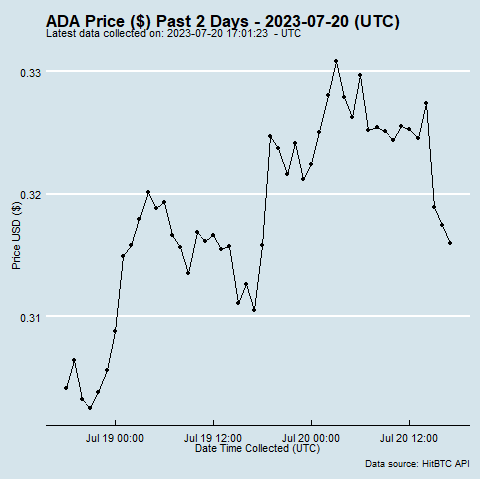 ADA Price ($) Past 2 Days - 2023-07-20 (UTC)
Latest data collected on: 2023-07-20 17:01:23  - UTC
0.33
0.32
0.31
Price USD ($)
Jul 19 00:00
Jul 19 12:00
Jul 20 00:00
Jul 20 12:00
Date Time Collected (UTC)
Data source: HitBTC API